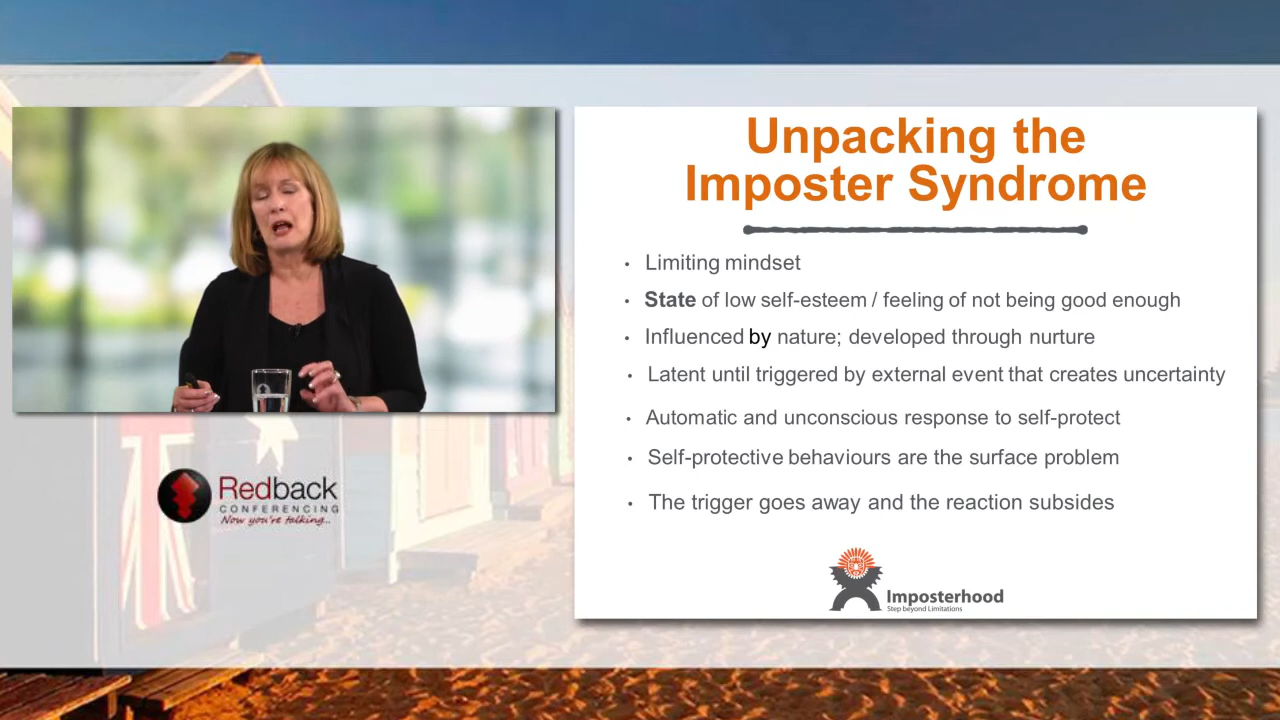 Unpacking the
Imposter Syndrome
• Limiting mindset
• State of low self-esteem / feeling of not being good enough
• Influenced by nature; developed through nurture
• Latent until triggered by external event that creates uncertainty
• Automatic and unconscious response to self-protect
• Self-protective behaviours are the surface problem
• The trigger goes away and the reaction subsides
Imposterhood
Step beyond Limitations
Redback
CONFERENCING
Now you're talking...